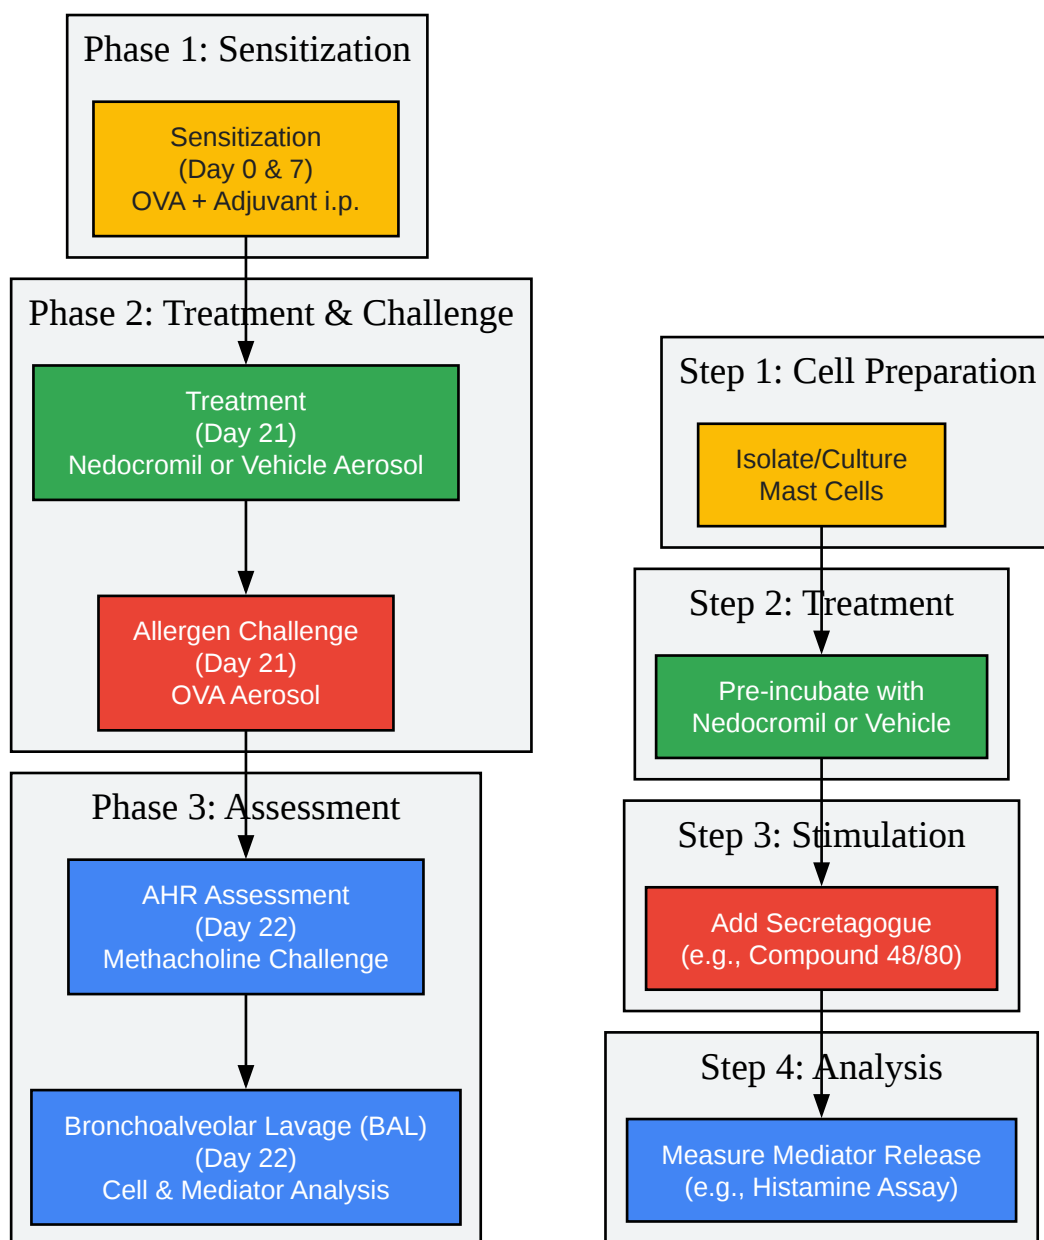 Phase 1: Sensitization
Sensitization
(Day 0 & 7)
OVA + Adjuvant i.p.
Phase 2: Treatment & Challenge
Treatment
(Day 21)
Nedocromil or Vehicle Aerosol
Allergen Challenge
(Day 21)
OVA Aerosol
Phase 3: Assessment
AHR Assessment
(Day 22)
Methacholine Challenge
Bronchoalveolar Lavage (BAL)
(Day 22)
Cell & Mediator Analysis
Step 1: Cell Preparation
Isolate/Culture
Mast Cells
Step 2: Treatment
Pre-incubate with
Nedocromil or Vehicle
Step 3: Stimulation
Add Secretagogue
(e.g., Compound 48/80)
Step 4: Analysis
Measure Mediator Release
(e.g., Histamine Assay)